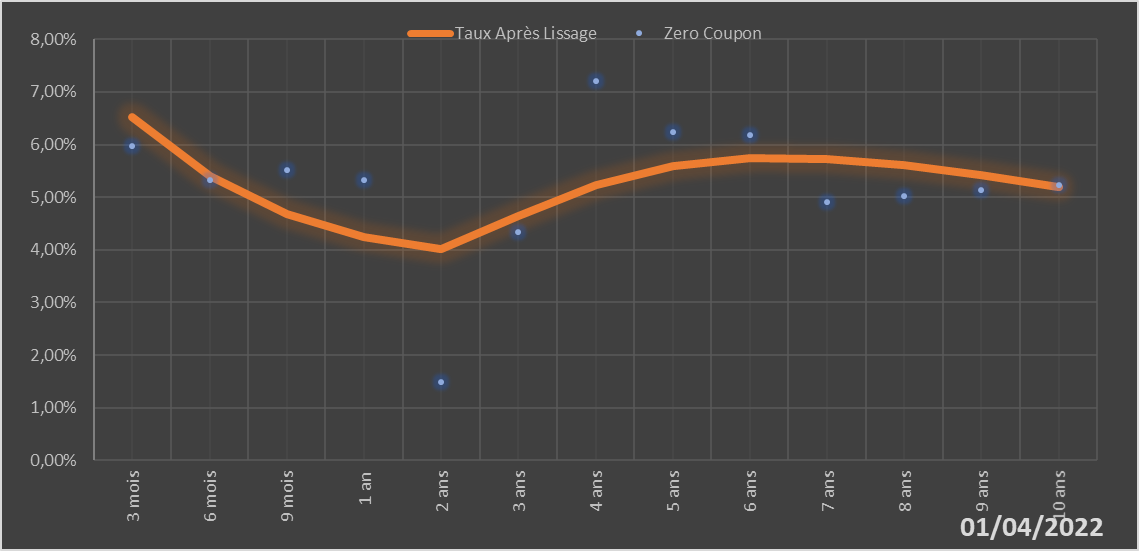 Taux Après Lissage Zero Coupon
8,00%
7,00%
6,00%
5,00%
4,00%
3,00%
2,00%
1,00%
0,00%
3 mois
6 mois
9 mois
1 an
2 ans
3 ans
4 ans
5 ans
6 ans
7 ans
8 ans
9 ans
10 ans
01/04/2022